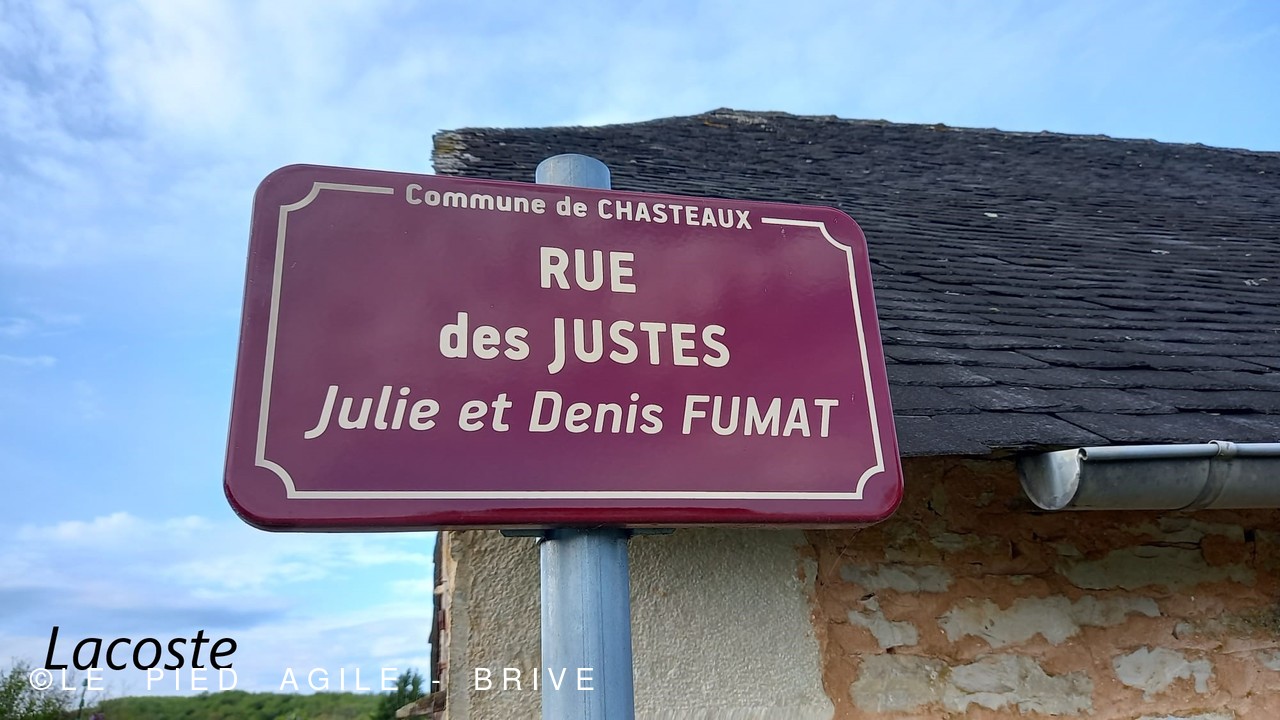 Commune de CHASTEAUX
RUE
des JUSTES
Julie et Denis FUMAT
Lacoste
©LE PIED AGILE - BRIVE